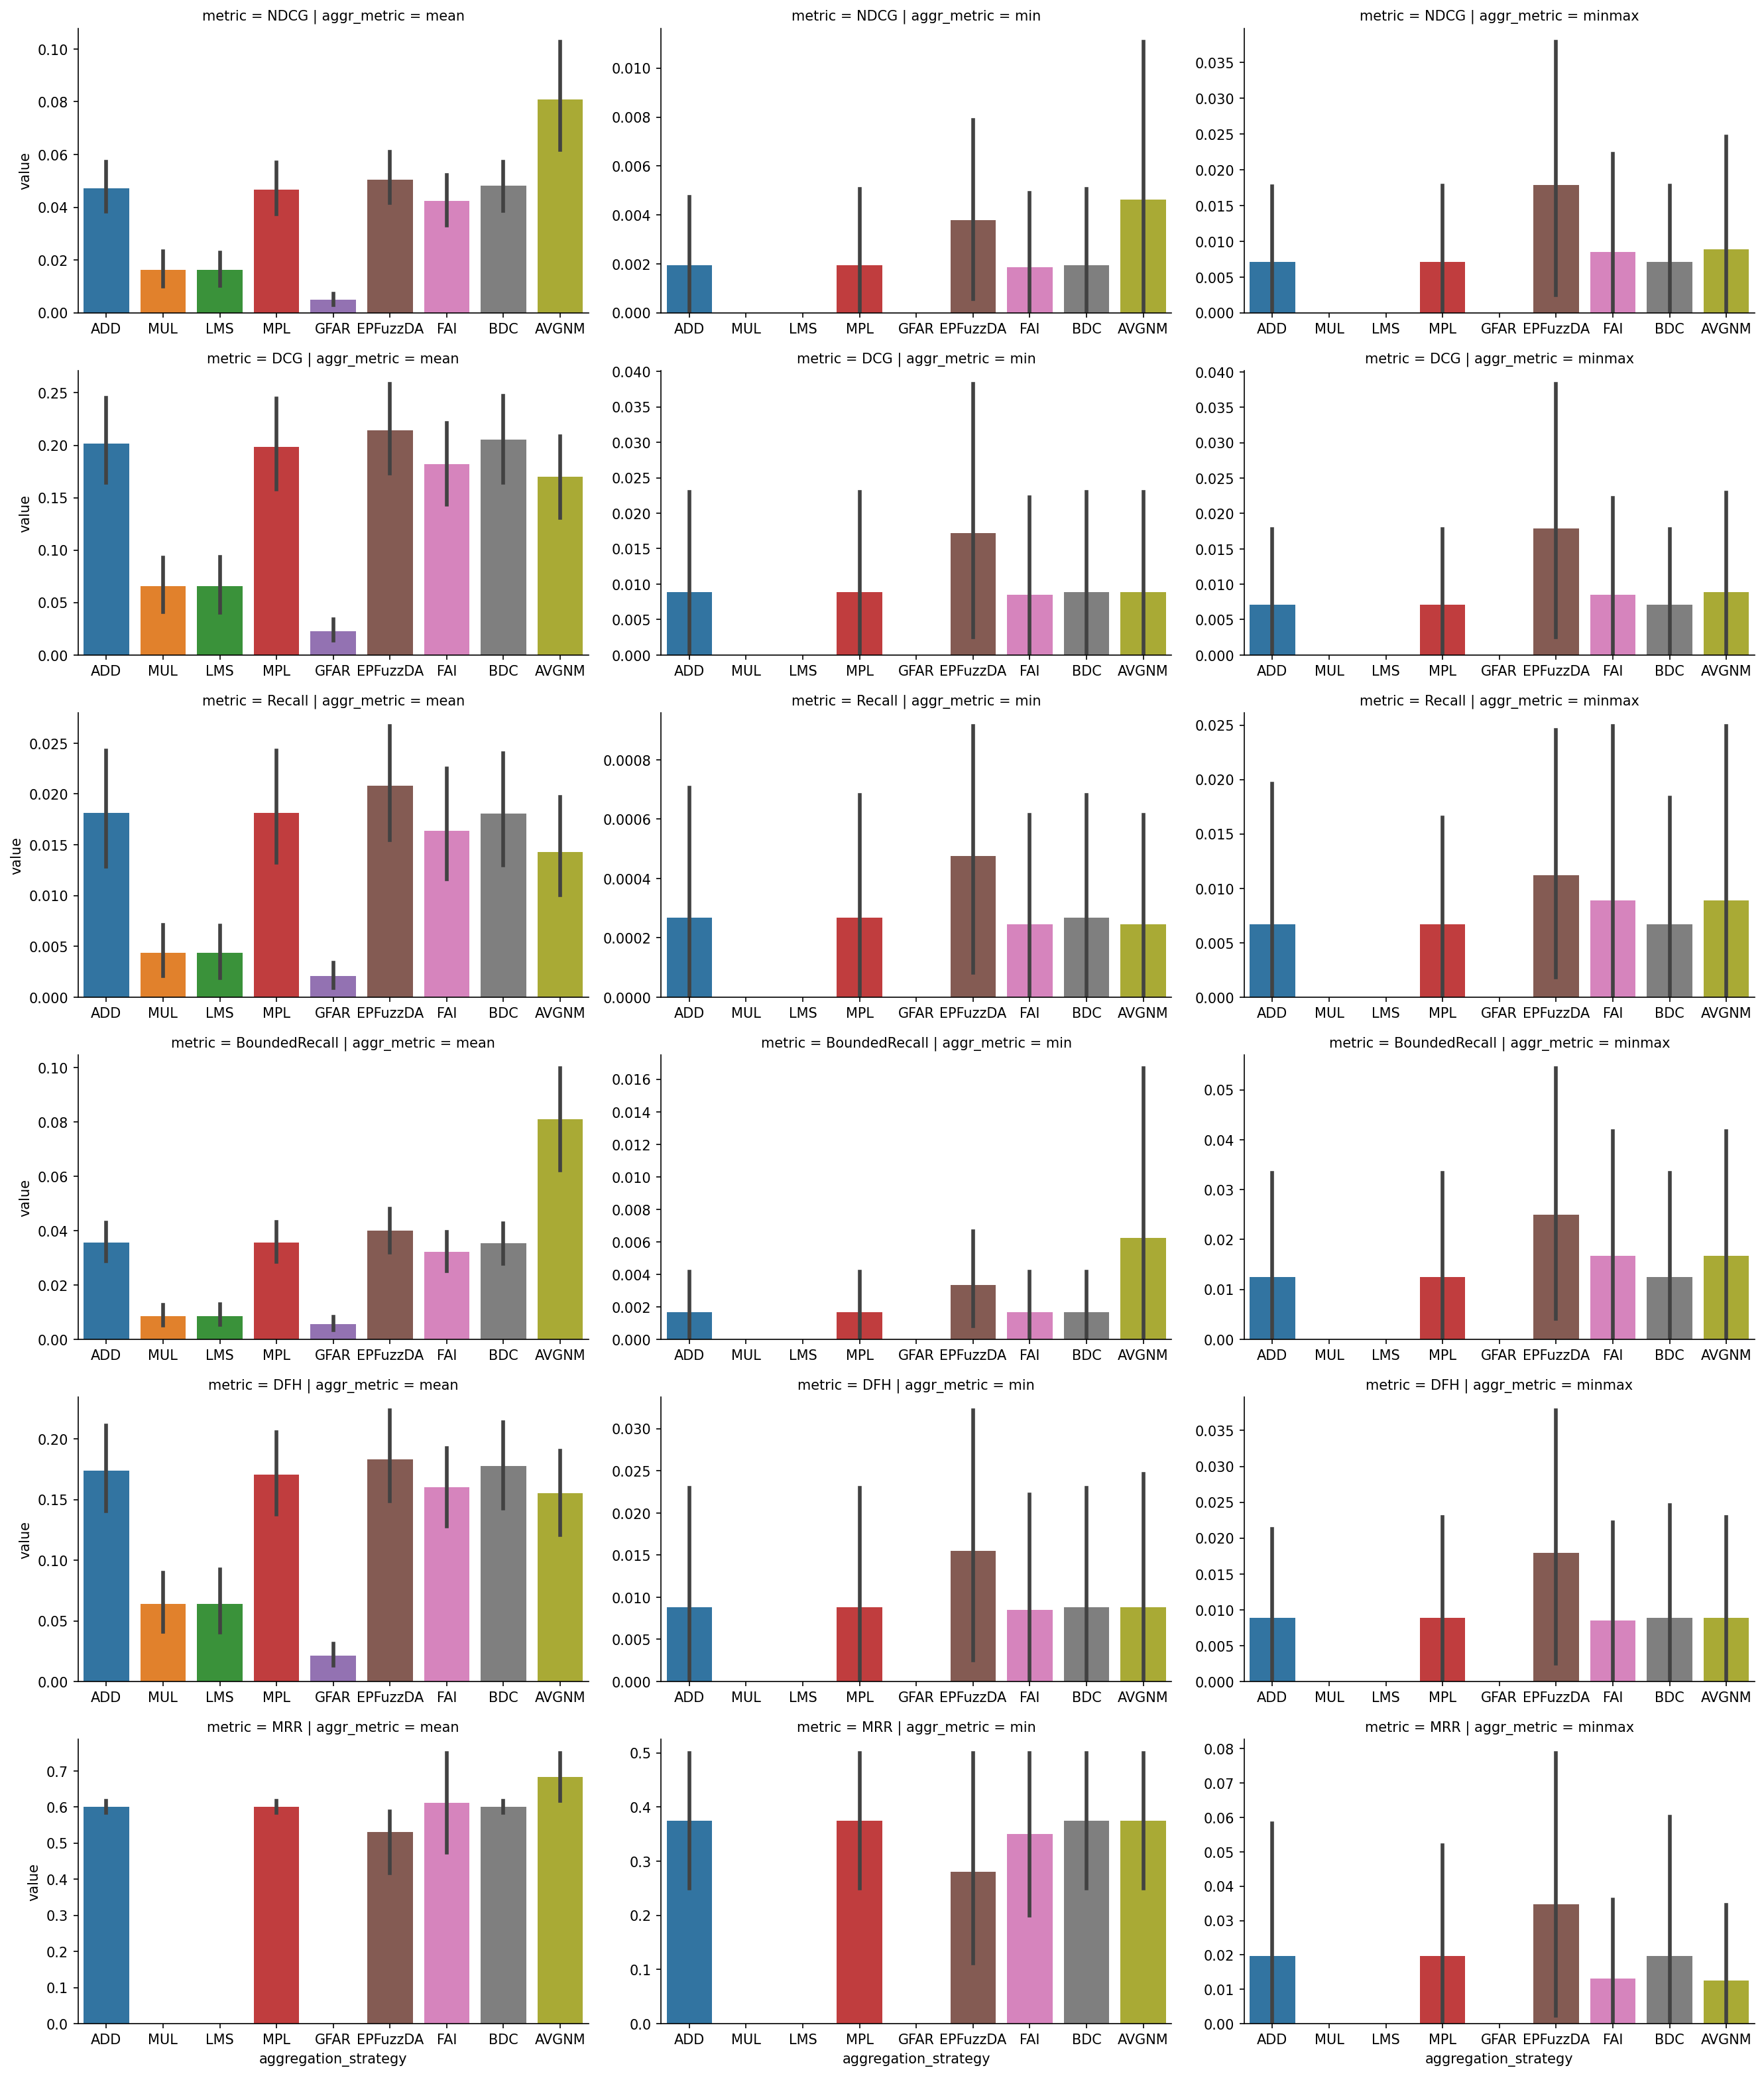 metric = NDCG | aggr_metric = mean
metric = NDCG | aggr_metric = min
metric = NDCG | aggr_metric = minmax
value
0.10
0.08
0.06
0.04
0.02
0.00
ADD MUL LMS MPL GFAR EPFuzzDA FAI BDC AVGNM
0.010
0.008
0.006
0.004
0.002
0.000
ADD MUL LMS MPL GFAR EPFuzzDA FAI BDC AVGNM
0.035
0.030
0.025
0.020
0.015
0.010
0.005
0.000
ADD MUL LMS MPL GFAR EPFuzzDA FAI BDC AVGNM
metric = DCG | aggr_metric = mean
metric = DCG | aggr_metric = min
metric = DCG | aggr_metric = minmax
value
0.25
0.20
0.15
0.10
0.05
0.00
ADD MUL LMS MPL GFAR EPFuzzDA FAI BDC AVGNM
0.040
0.035
0.030
0.025
0.020
0.015
0.010
0.005
0.000
ADD MUL LMS MPL GFAR EPFuzzDA FAI BDC AVGNM
0.040
0.035
0.030
0.025
0.020
0.015
0.010
0.005
0.000
ADD MUL LMS MPL GFAR EPFuzzDA FAI BDC AVGNM
metric = Recall | aggr_metric = mean
metric = Recall | aggr_metric = min
metric = Recall | aggr_metric = minmax
value
0.025
0.020
0.015
0.010
0.005
0.000
ADD MUL LMS MPL GFAR EPFuzzDA FAI BDC AVGNM
0.0008
0.0006
0.0004
0.0002
0.0000
ADD MUL LMS MPL GFAR EPFuzzDA FAI BDC AVGNM
0.025
0.020
0.015
0.010
0.005
0.000
ADD MUL LMS MPL GFAR EPFuzzDA FAI BDC AVGNM
metric = BoundedRecall | aggr_metric = mean
metric = BoundedRecall | aggr_metric = min
metric = BoundedRecall | aggr_metric = minmax
value
0.10
0.08
0.06
0.04
0.02
0.00
ADD MUL LMS MPL GFAR EPFuzzDA FAI BDC AVGNM
0.016
0.014
0.012
0.010
0.008
0.006
0.004
0.002
0.000
ADD MUL LMS MPL GFAR EPFuzzDA FAI BDC AVGNM
0.05
0.04
0.03
0.02
0.01
0.00
ADD MUL LMS MPL GFAR EPFuzzDA FAI BDC AVGNM
metric = DFH | aggr_metric = mean
metric = DFH | aggr_metric = min
metric = DFH | aggr_metric = minmax
value
0.20
0.15
0.10
0.05
0.00
ADD MUL LMS MPL GFAR EPFuzzDA FAI BDC AVGNM
0.030
0.025
0.020
0.015
0.010
0.005
0.000
ADD MUL LMS MPL GFAR EPFuzzDA FAI BDC AVGNM
0.035
0.030
0.025
0.020
0.015
0.010
0.005
0.000
ADD MUL LMS MPL GFAR EPFuzzDA FAI BDC AVGNM
metric = MRR | aggr_metric = mean
metric = MRR | aggr_metric = min
metric = MRR | aggr_metric = minmax
value
0.7
0.6
0.5
0.4
0.3
0.2
0.1
0.0
ADD MUL LMS MPL GFAR EPFuzzDA FAI BDC AVGNM
aggregation_strategy
0.5
0.4
0.3
0.2
0.1
0.0
ADD MUL LMS MPL GFAR EPFuzzDA FAI BDC AVGNM
aggregation_strategy
0.08
0.07
0.06
0.05
0.04
0.03
0.02
0.01
0.00
ADD MUL LMS MPL GFAR EPFuzzDA FAI BDC AVGNM
aggregation_strategy